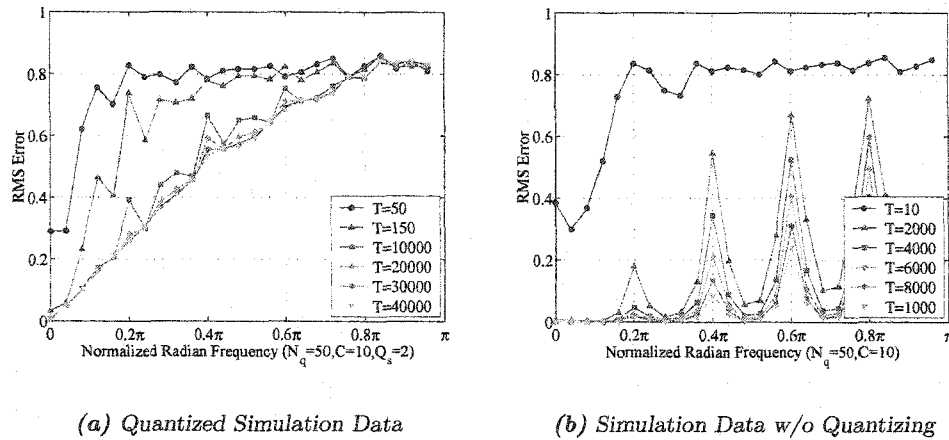 1
0.8
0.6
0.4
0.2
0
RMS Error
0 0.2π 0.4π 0.6π 0.8π π
Normalized Radian Frequency (N_q=50,C=10,Q_s=2)
T=50
T=150
T=10000
T=20000
T=30000
T=40000
(a) Quantized Simulation Data
1
0.8
0.6
0.4
0.2
0
RMS Error
0 0.2π 0.4π 0.6π 0.8π π
Normalized Radian Frequency (N_q=50,C=10)
T=10
T=2000
T=4000
T=6000
T=8000
T=1000
(b) Simulation Data w/o Quantizing